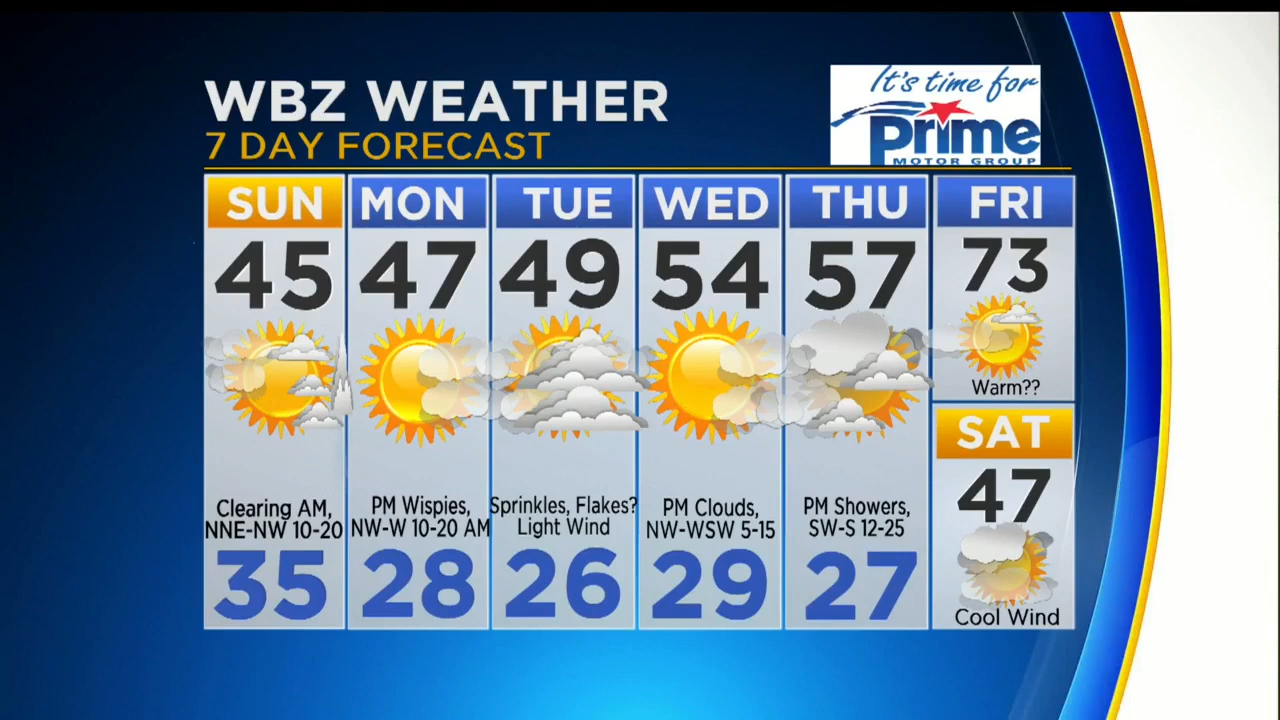 WBZ WEATHER
7 DAY FORECAST
It's time for
Prime
MOTOR GROUP
SUN
45
Clearing AM,
NNE-NW 10-20
35
MON
47
PM Wispies,
NW-W 10-20 AM
28
TUE
49
Sprinkles, Flakes?
Light Wind
26
WED
54
PM Clouds,
NW-WSW 5-15
29
THU
57
PM Showers,
SW-S 12-25
27
FRI
73
Warm??
SAT
47
Cool Wind